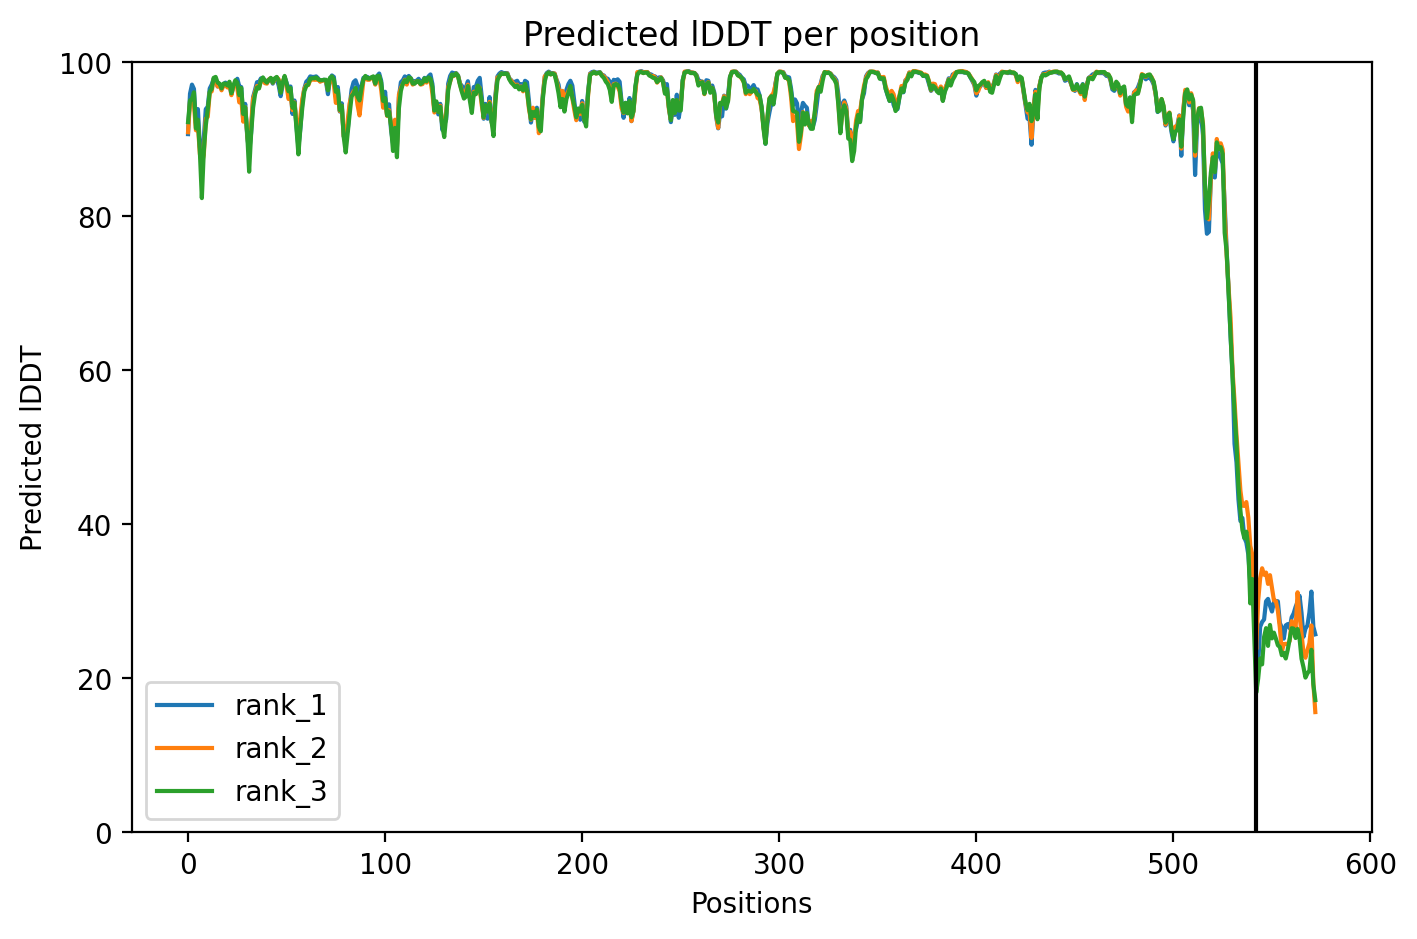 Predicted lDDT per position
100
80
60
40
20
0
Predicted lDDT
rank_1
rank_2
rank_3
0 100 200 300 400 500 600
Positions